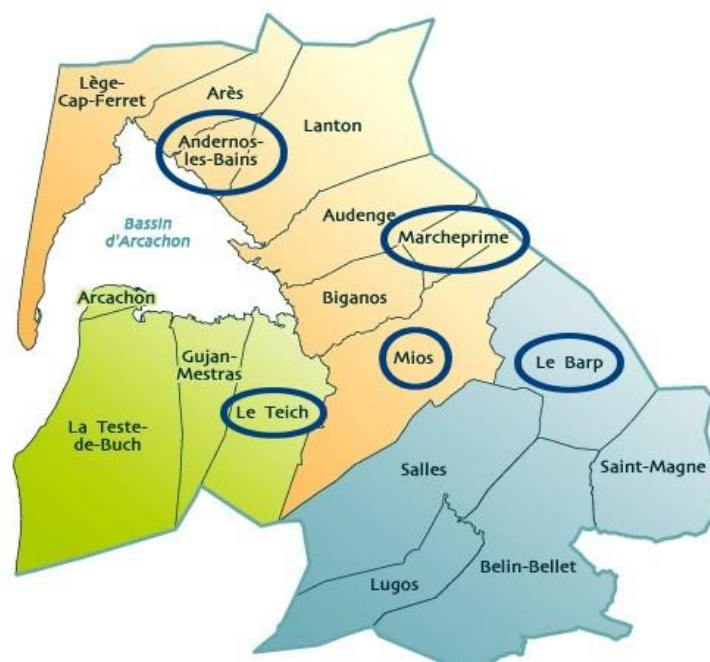 Lège-
Cap-Ferret
Arès
Andernos-
les-Bains
Lanton
Bassin
d'Arcachon
Audenge
Marcheprime
Arcachon
Biganos
Gujan-
Mestras
Mios
Le Barp
Le Teich
La Teste-
de-Buch
Salles
Saint-Magne
Lugos
Belin-Bellet